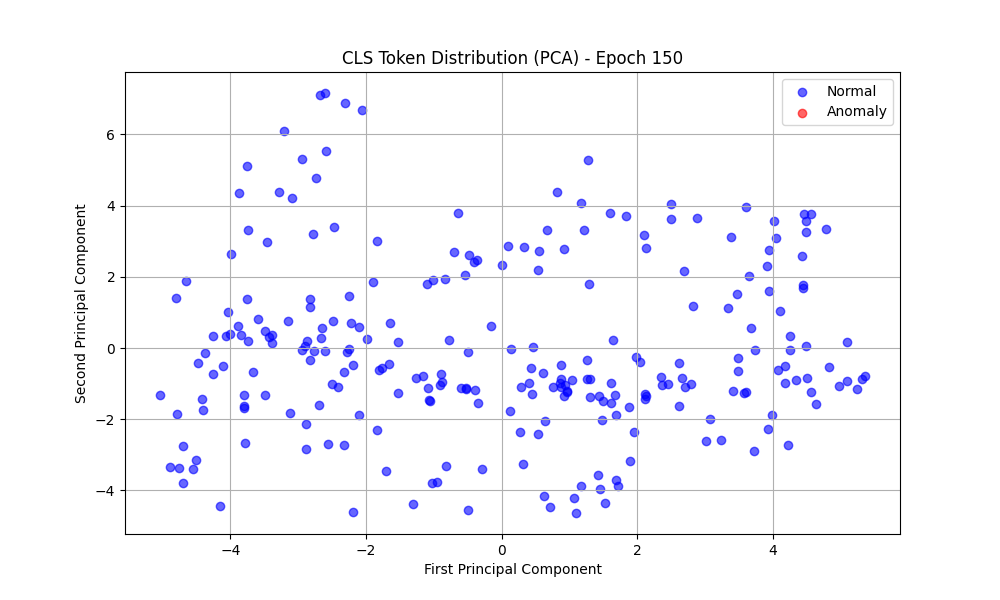 CLS Token Distribution (PCA) - Epoch 150
Normal
Anomaly
6
4
2
0
−2
−4
Second Principal Component
−4
−2
0
2
4
First Principal Component